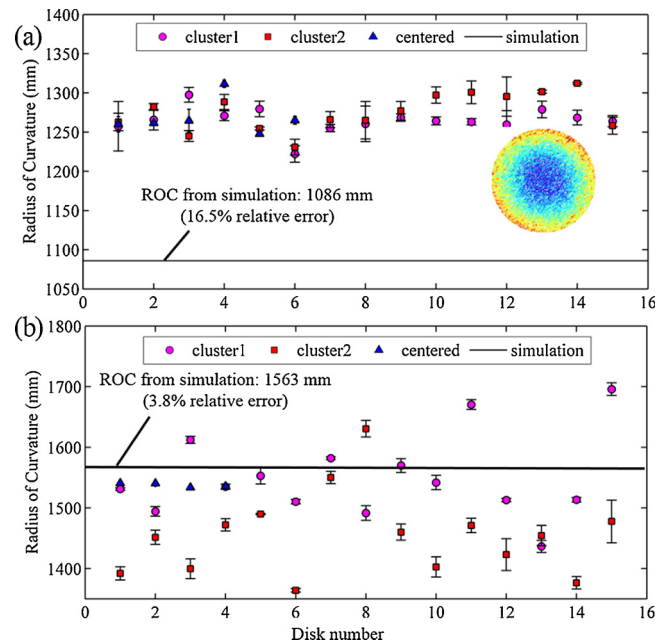 (a)
1400
1350
1300
1250
1200
1150
1100
1050
Radius of Curvature (mm)
cluster1 cluster2 centered simulation
ROC from simulation: 1086 mm
(16.5% relative error)
0 2 4 6 8 10 12 14 16
(b)
1800
1700
1600
1500
1400
Radius of Curvature (mm)
cluster1 cluster2 centered simulation
ROC from simulation: 1563 mm
(3.8% relative error)
0 2 4 6 8 10 12 14 16
Disk number